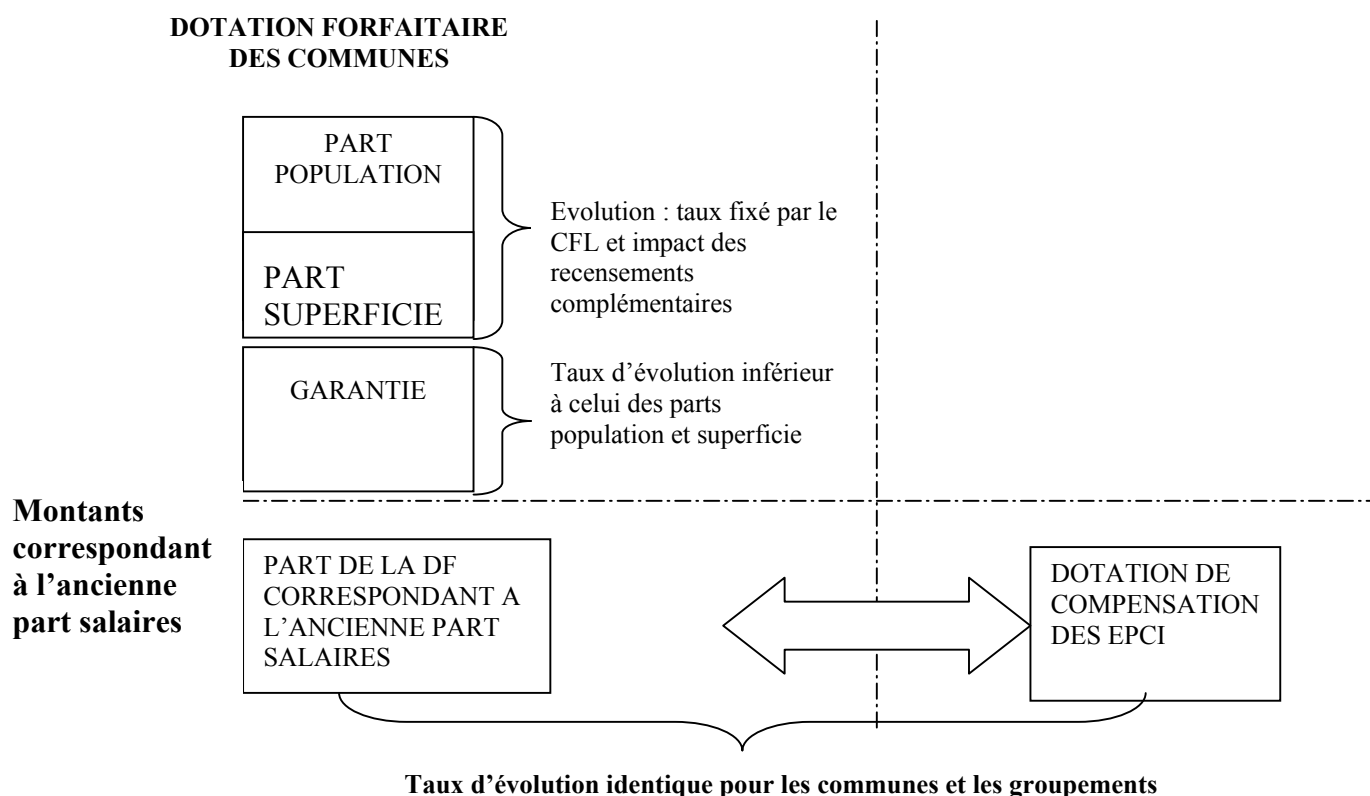 DOTATION FORFAITAIRE
DES COMMUNES
PART
POPULATION
PART
SUPERFICIE
Evolution : taux fixé par le
CFL et impact des
recensements
complémentaires
GARANTIE
Taux d’évolution inférieur
à celui des parts
population et superficie
Montants
correspondant
à l’ancienne
part salaires
PART DE LA DF
CORRESPONDANT A
L’ANCIENNE PART
SALAIRES
DOTATION DE
COMPENSATION
DES EPCI
Taux d’évolution identique pour les communes et les groupements